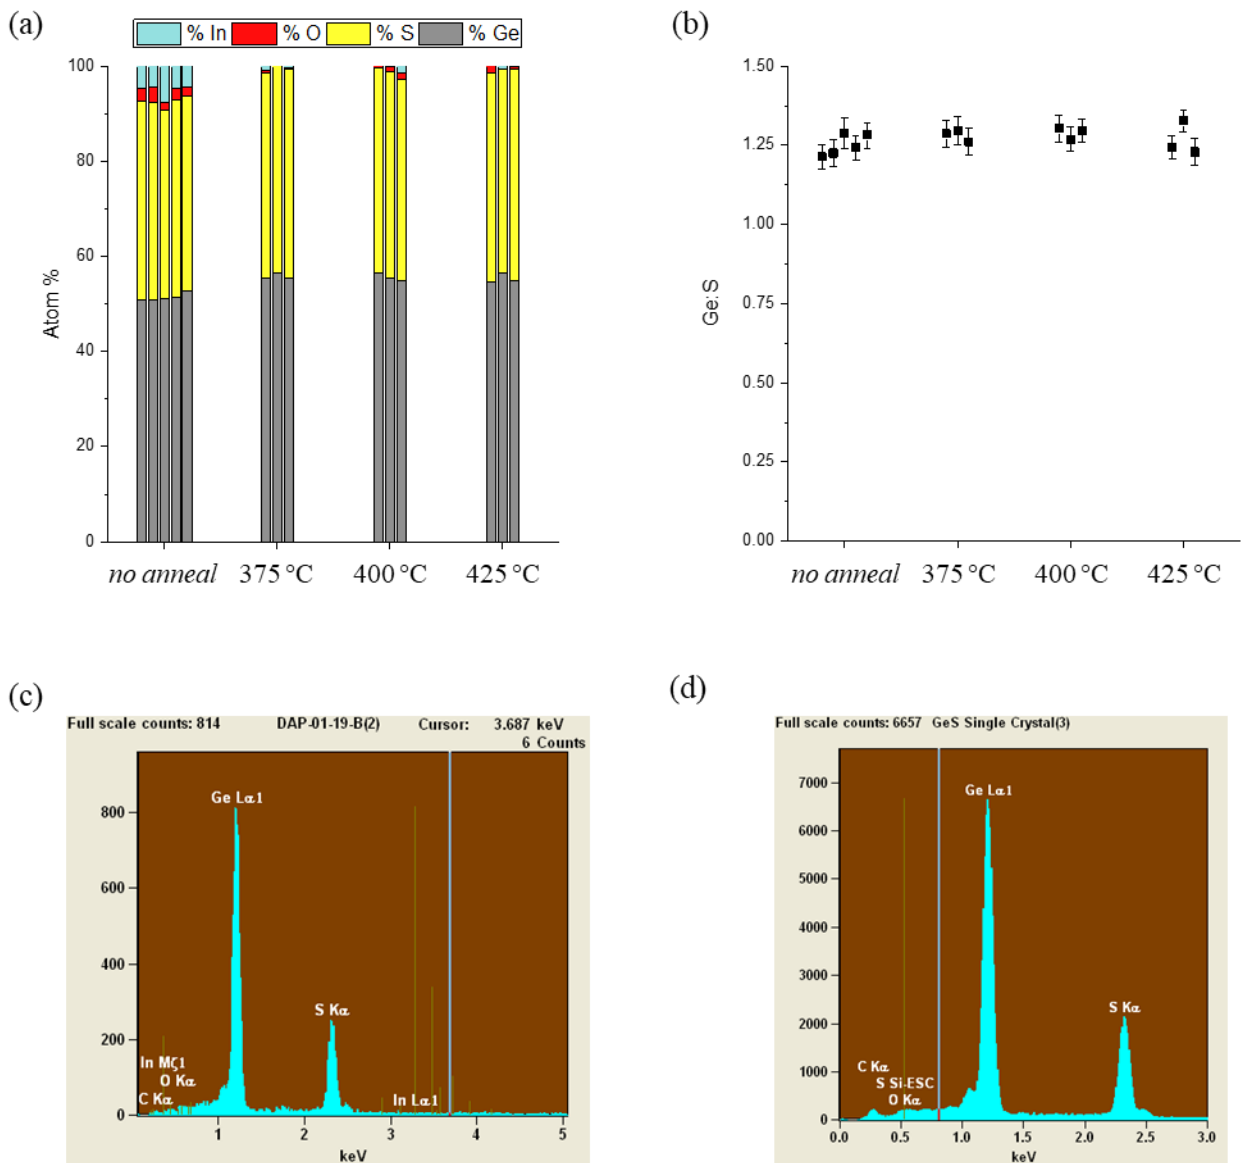 (a)
% In % O % S % Ge
100
80
60
40
20
0
Atom %
no anneal 375 °C 400 °C 425 °C
(b)
1.50
1.25
1.00
0.75
0.50
0.25
0.00
Ge:S
no anneal 375 °C 400 °C 425 °C
(c)
Full scale counts: 814 DAP-01-19-B(2) Cursor: 3.687 keV
6 Counts
Ge Lα1
800
600
400
S Kα
200
In Mζ1
O Kα
C Kα
In Lα1
0
1 2 3 4 5
keV
(d)
Full scale counts: 6657 GeS Single Crystal(3)
7000
Ge Lα1
6000
5000
4000
3000
S Kα
2000
C Kα
1000
S Si-ESC
O Kα
0
0.0 0.5 1.0 1.5 2.0 2.5 3.0
keV